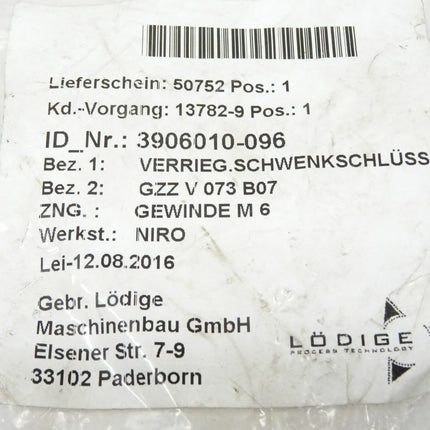 Lieferschein: 50752 Pos.: 1
Kd.-Vorgang: 13782-9 Pos.: 1
ID_Nr.: 3906010-096
Bez. 1: VERRIEG.SCHWENKSCHLÜSS
Bez. 2: GZZ V 073 B07
ZNG. : GEWINDE M 6
Werkst.: NIRO
Lei-12.08.2016
Gebr. Lödige
Maschinenbau GmbH
Elsener Str. 7-9
33102 Paderborn
LÖDIGE
PROCESS TECHNOLOGY